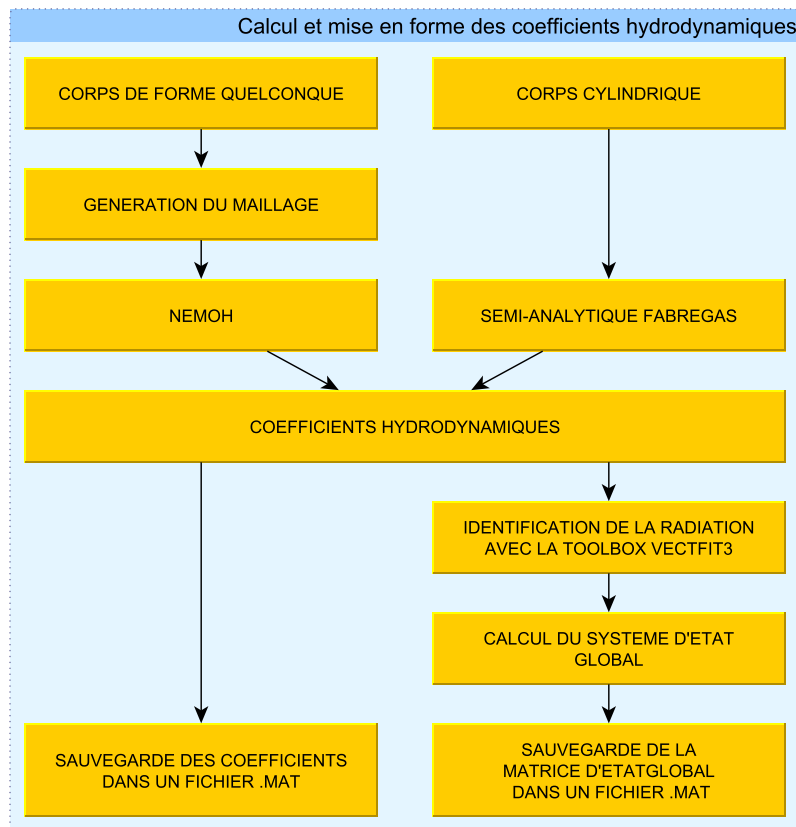 Calcul et mise en forme des coefficients hydrodynamiques
CORPS DE FORME QUELCONQUE
CORPS CYLINDRIQUE
GENERATION DU MAILLAGE
NEMOH
SEMI-ANALYTIQUE FABREGAS
COEFFICIENTS HYDRODYNAMIQUES
IDENTIFICATION DE LA RADIATION
AVEC LA TOOLBOX VECTFIT3
CALCUL DU SYSTEME D'ETAT
GLOBAL
SAUVEGARDE DES COEFFICIENTS
DANS UN FICHIER .MAT
SAUVEGARDE DE LA
MATRICE D'ETATGLOBAL
DANS UN FICHIER .MAT